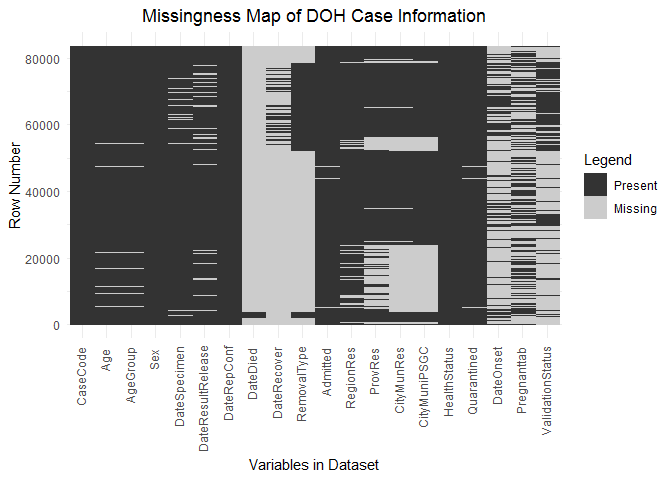 Missingness Map of DOH Case Information
80000
60000
40000
20000
0
Row Number
CaseCode
Age
AgeGroup
Sex
DateSpecimen
DateResultRelease
DateRepConf
DateDied
DateRecover
RemovalType
Admitted
RegionRes
ProvRes
CityMunRes
CityMuniPSGC
HealthStatus
Quarantined
DateOnset
Pregnanttab
ValidationStatus
Variables in Dataset
Legend
Present
Missing